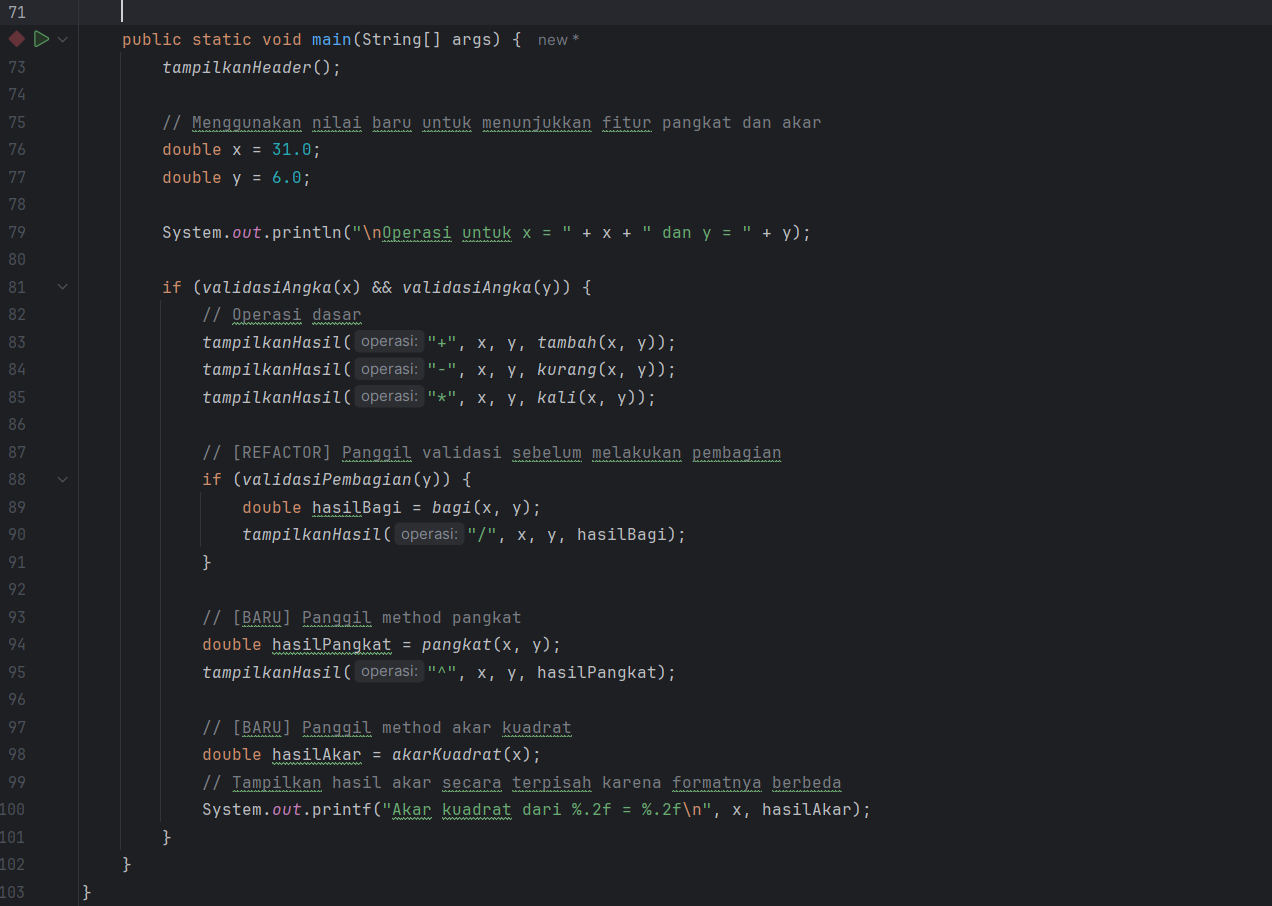 71
public static void main(String[] args) { new *
73 tampilkanHeader();
74
75 // Menggunakan nilai baru untuk menunjukkan fitur pangkat dan akar
76 double x = 31.0;
77 double y = 6.0;
78
79 System.out.println("\nOperasi untuk x = " + x + " dan y = " + y);
80
81 if (validasiAngka(x) && validasiAngka(y)) {
82 // Operasi dasar
83 tampilkanHasil( operasi: "+", x, y, tambah(x, y));
84 tampilkanHasil( operasi: "-", x, y, kurang(x, y));
85 tampilkanHasil( operasi: "*", x, y, kali(x, y));
86
87 // [REFACTOR] Panggil validasi sebelum melakukan pembagian
88 if (validasiPembagian(y)) {
89 double hasilBagi = bagi(x, y);
90 tampilkanHasil( operasi: "/", x, y, hasilBagi);
91 }
92
93 // [BARU] Panggil method pangkat
94 double hasilPangkat = pangkat(x, y);
95 tampilkanHasil( operasi: "^", x, y, hasilPangkat);
96
97 // [BARU] Panggil method akar kuadrat
98 double hasilAkar = akarKuadrat(x);
99 // Tampilkan hasil akar secara terpisah karena formatnya berbeda
100 System.out.printf("Akar kuadrat dari %.2f = %.2f\n", x, hasilAkar);
101 }
102 }
103 }